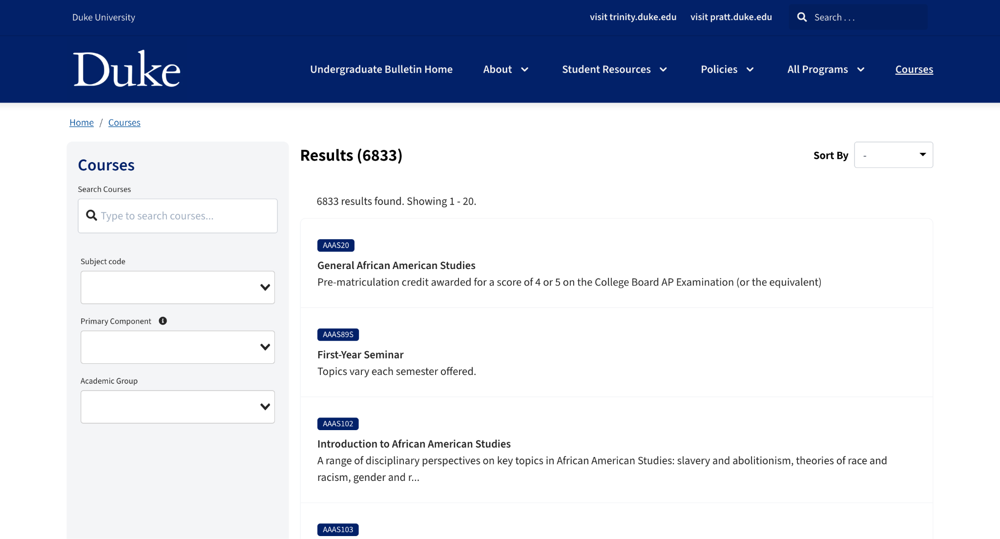 Duke University
visit trinity.duke.edu
visit pratt.duke.edu
Search . . .
Duke
Undergraduate Bulletin Home
About
Student Resources
Policies
All Programs
Courses
Home / Courses
Courses
Search Courses
Type to search courses...
Subject code
Primary Component
Academic Group
Results (6833)
Sort By
-
6833 results found. Showing 1 - 20.
AAAS20
General African American Studies
Pre-matriculation credit awarded for a score of 4 or 5 on the College Board AP Examination (or the equivalent)
AAAS89S
First-Year Seminar
Topics vary each semester offered.
AAAS102
Introduction to African American Studies
A range of disciplinary perspectives on key topics in African American Studies: slavery and abolitionism, theories of race and
racism, gender and r...
AAAS103